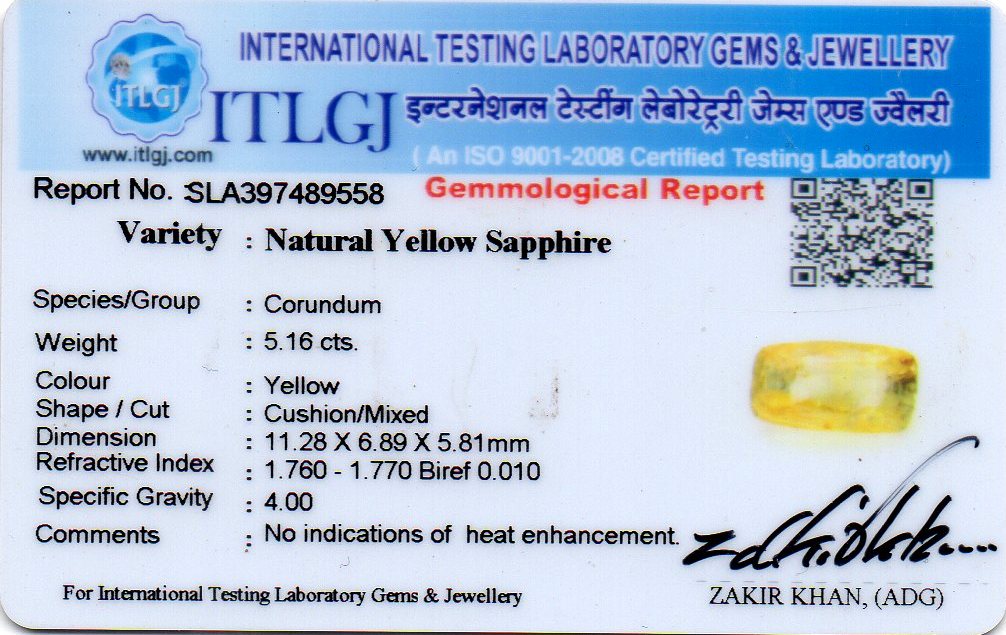 INTERNATIONAL TESTING LABORATORY GEMS & JEWELLERY
ITLGJ
ITLGJ इन्टरनेशनल टेस्टींग लेबोरेट्ररी जेम्स एण्ड ज्वैलरी
www.itlgj.com
( An ISO 9001-2008 Certified Testing Laboratory)
Report No. :SLA397489558
Gemmological Report
Variety : Natural Yellow Sapphire
Species/Group : Corundum
Weight : 5.16 cts.
Colour : Yellow
Shape / Cut : Cushion/Mixed
Dimension : 11.28 X 6.89 X 5.81mm
Refractive Index : 1.760 - 1.770 Biref 0.010
Specific Gravity : 4.00
Comments : No indications of heat enhancement.
For International Testing Laboratory Gems & Jewellery
ZAKIR KHAN, (ADG)